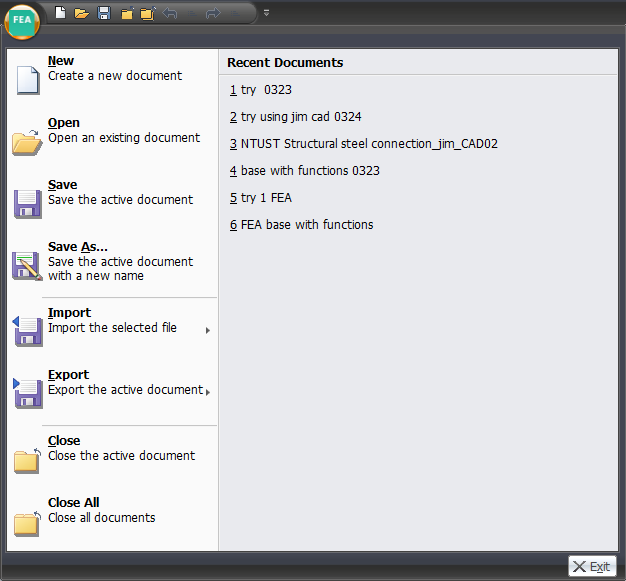 FEA
New
Create a new document
Open
Open an existing document
Save
Save the active document
Save As...
Save the active document
with a new name
Import
Import the selected file
Export
Export the active document
Close
Close the active document
Close All
Close all documents
Recent Documents
1 try  0323
2 try using jim cad 0324
3 NTUST Structural steel connection_jim_CAD02
4 base with functions 0323
5 try 1 FEA
6 FEA base with functions
Exit